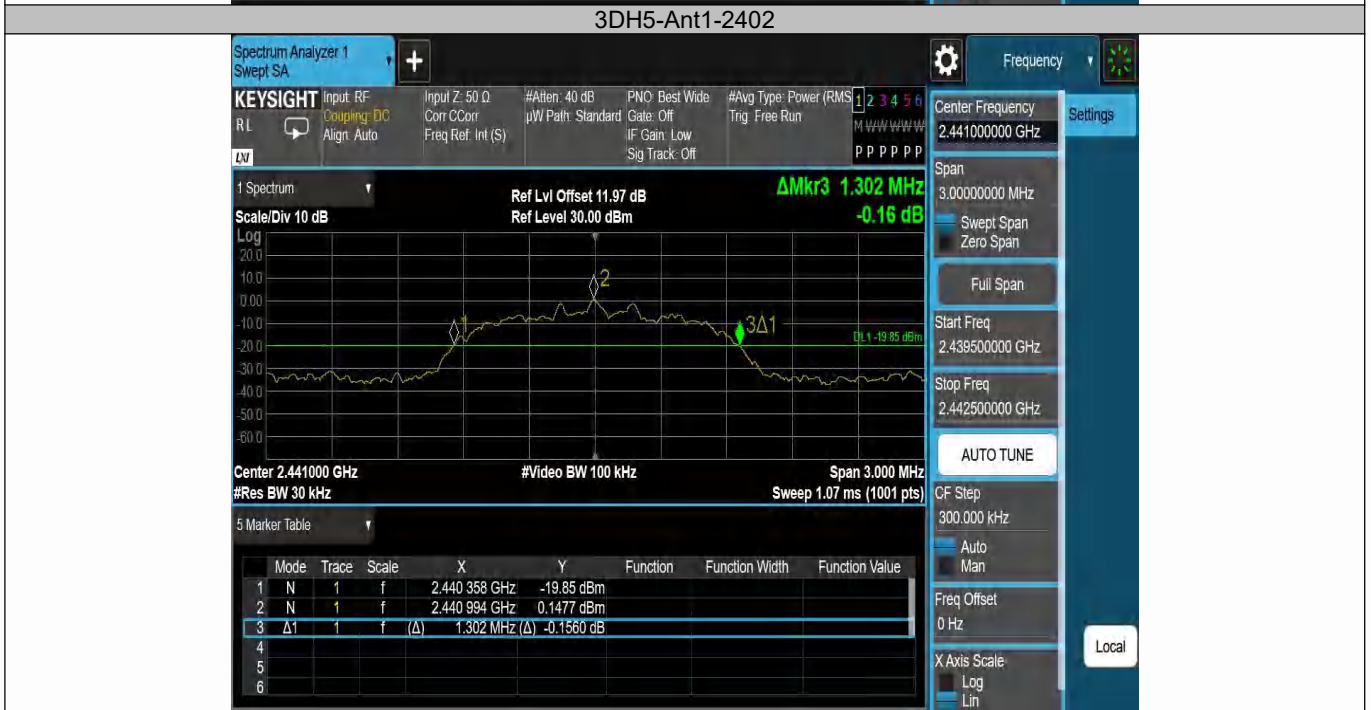 3DH5-Ant1-2402
Spectrum Analyzer 1
Swept SA
+
Frequency
KEYSIGHT
RL
LXI
Input: RF
Coupling: DC
Align: Auto
Input Z: 50 Ω
Corr CCorr
Freq Ref: Int (S)
#Atten: 40 dB
µW Path: Standard
PNO: Best Wide
Gate: Off
IF Gain: Low
Sig Track: Off
#Avg Type: Power (RMS
Trig: Free Run
1 2 3 4 5 6
M W W W W W
P P P P P P
Center Frequency
2.441000000 GHz
Settings
Span
3.00000000 MHz
Swept Span
Zero Span
Full Span
Start Freq
2.439500000 GHz
Stop Freq
2.442500000 GHz
AUTO TUNE
CF Step
300.000 kHz
Auto
Man
Freq Offset
0 Hz
X Axis Scale
Log
Lin
Local
1 Spectrum
Scale/Div 10 dB
Ref Lvl Offset 11.97 dB
Ref Level 30.00 dBm
ΔMkr3 1.302 MHz
-0.16 dB
Log
20.0
10.0
0.00
-10.0
-20.0
-30.0
-40.0
-50.0
-60.0
1
2
3Δ1
DL1 -19.85 dBm
Center 2.441000 GHz
#Video BW 100 kHz
Span 3.000 MHz
#Res BW 30 kHz
Sweep 1.07 ms (1001 pts)
5 Marker Table
Mode Trace Scale X Y Function Function Width Function Value
1 N 1 f 2.440 358 GHz -19.85 dBm
2 N 1 f 2.440 994 GHz 0.1477 dBm
3 Δ1 1 f (Δ) 1.302 MHz (Δ) -0.1560 dB
4
5
6